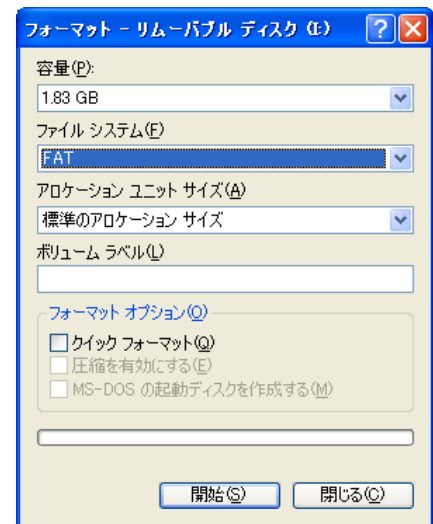 フォーマット - リムーバブル ディスク (I:)
容量(P):
1.83 GB
ファイル システム(F)
FAT
アロケーション ユニット サイズ(A)
標準のアロケーション サイズ
ボリューム ラベル(L)
フォーマット オプション(O)
クイック フォーマット(Q)
圧縮を有効にする(E)
MS-DOS の起動ディスクを作成する(M)
開始(S)
閉じる(C)